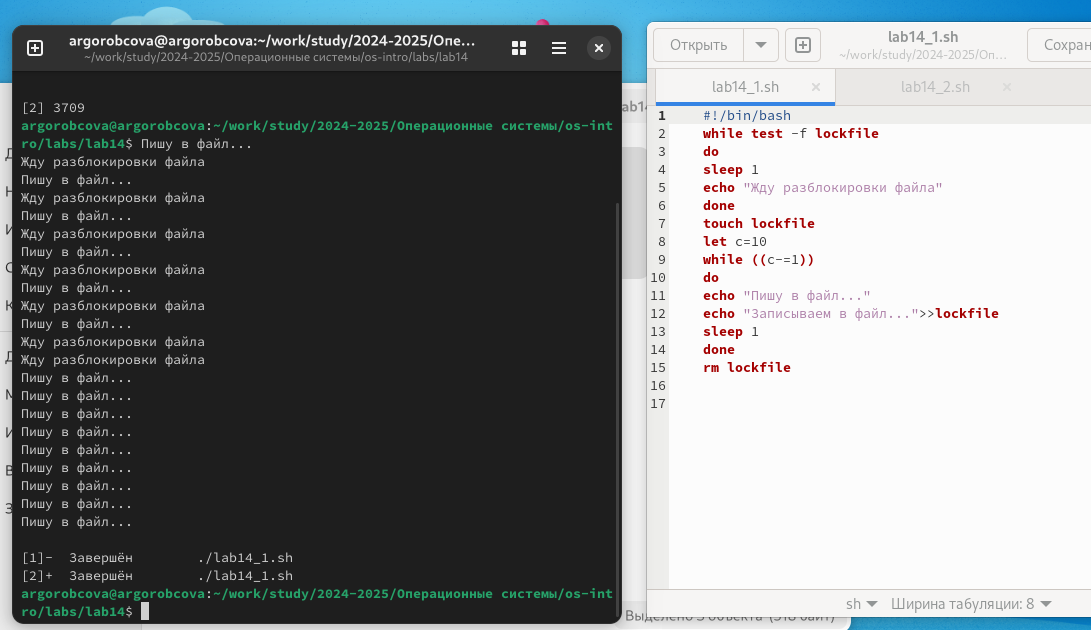 argorobcova@argorobcova:~/work/study/2024-2025/Опе...
~/work/study/2024-2025/Операционные системы/os-intro/labs/lab14
[2] 3709
argorobcova@argorobcova:~/work/study/2024-2025/Операционные системы/os-int
ro/labs/lab14$ Пишу в файл...
Жду разблокировки файла
Пишу в файл...
Жду разблокировки файла
Пишу в файл...
Жду разблокировки файла
Пишу в файл...
Жду разблокировки файла
Пишу в файл...
Жду разблокировки файла
Пишу в файл...
Жду разблокировки файла
Жду разблокировки файла
Пишу в файл...
Пишу в файл...
Пишу в файл...
Пишу в файл...
Пишу в файл...
Пишу в файл...
Пишу в файл...
Пишу в файл...
Пишу в файл...
[1]-  Завершён        ./lab14_1.sh
[2]+  Завершён        ./lab14_1.sh
argorobcova@argorobcova:~/work/study/2024-2025/Операционные системы/os-int
ro/labs/lab14$
Открыть
lab14_1.sh
~/work/study/2024-2025/Оп...
Сохран
lab14_1.sh
lab14_2.sh
1 #!/bin/bash
2 while test -f lockfile
3 do
4 sleep 1
5 echo "Жду разблокировки файла"
6 done
7 touch lockfile
8 let c=10
9 while ((c-=1))
10 do
11 echo "Пишу в файл..."
12 echo "Записываем в файл...">>lockfile
13 sleep 1
14 done
15 rm lockfile
16
17
sh
Ширина табуляции: 8
Выделено 3 объекта